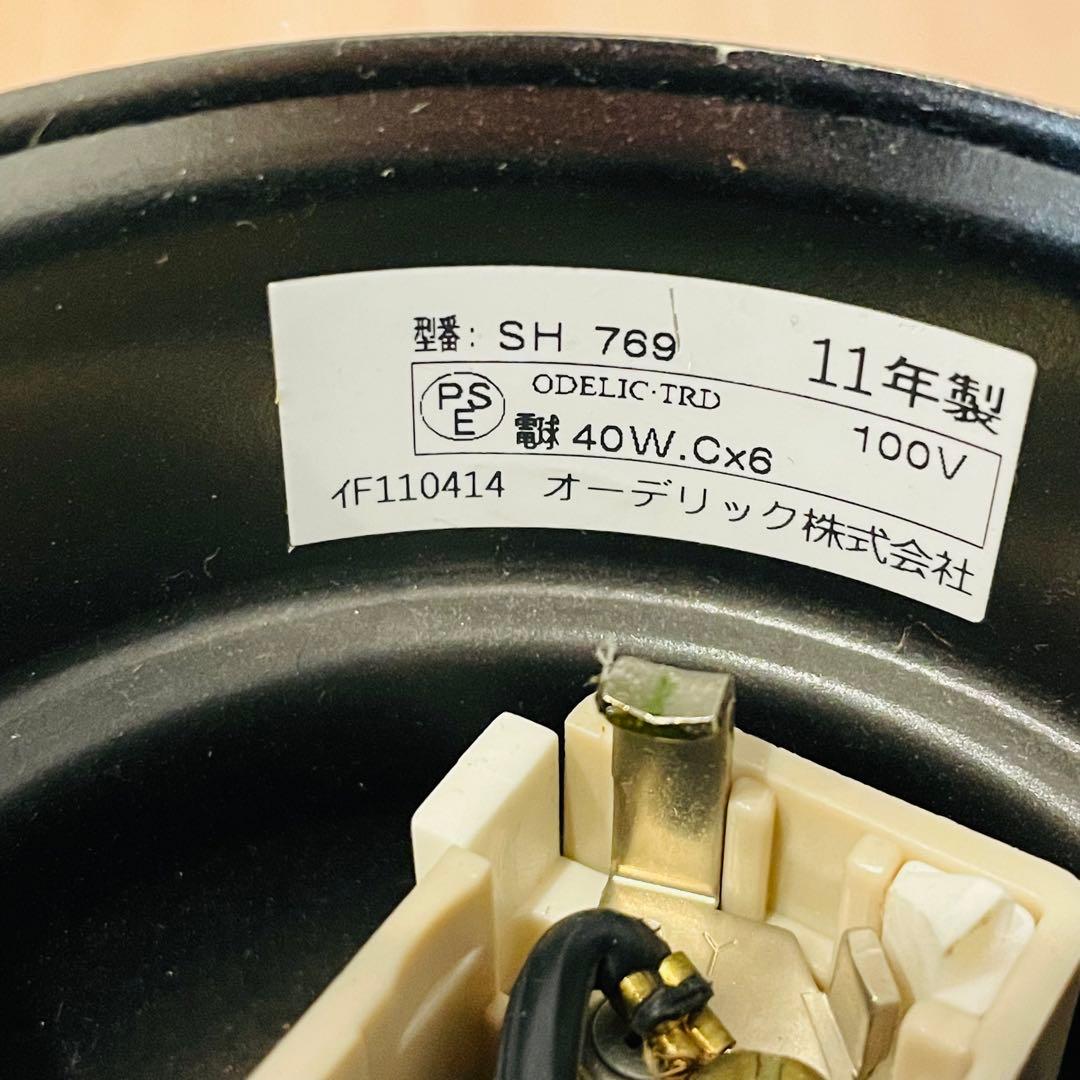 型番: SH 769
11年製
PSE
ODELIC·TRD
電球 40W.Cx6
100V
イF110414 オーデリック株式会社